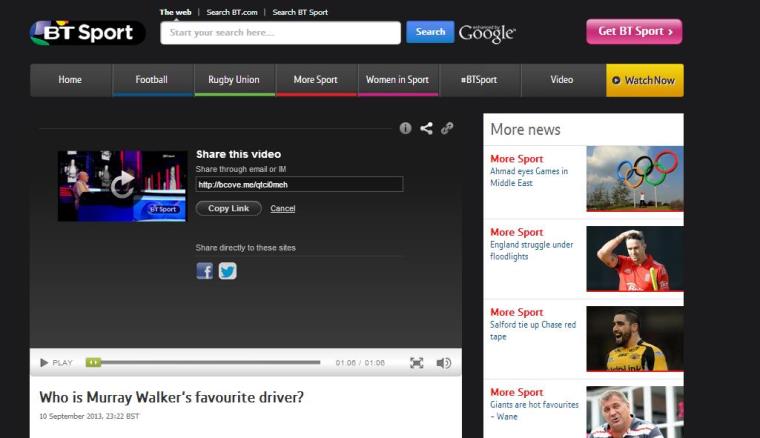 The web | Search BT.com | Search BT Sport
BT Sport
Start your search here....
Search
enhanced by Google
Get BT Sport ›
Home
Football
Rugby Union
More Sport
Women in Sport
#BTSport
Video
Watch Now
Share this video
Share through email or IM
http://bcove.me/qtci0meh
Copy Link
Cancel
BT Sport
Share directly to these sites
PLAY
01:06 / 01:06
Who is Murray Walker's favourite driver?
10 September 2013, 23:22 BST
More news
More Sport
Ahmad eyes Games in
Middle East
More Sport
England struggle under
floodlights
More Sport
Salford tie up Chase red
tape
More Sport
Giants are hot favourites
- Wane